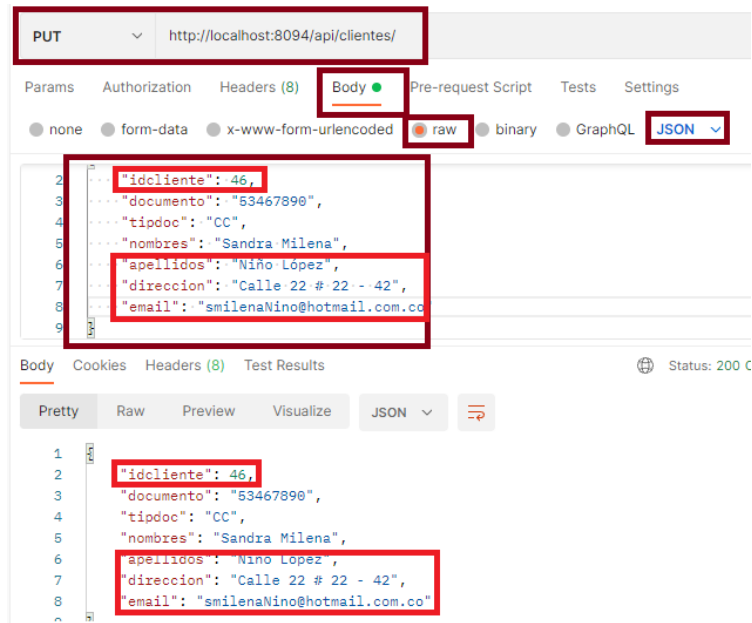 PUT http://localhost:8094/api/clientes/
Params Authorization Headers (8) Body Pre-request Script Tests Settings
none form-data x-www-form-urlencoded raw binary GraphQL JSON
2 "idcliente": 46,
3 "documento": "53467890",
4 "tipdoc": "CC",
5 "nombres": "Sandra Milena",
6 "apellidos": "Niño López",
7 "direccion": "Calle 22 # 22 - 42",
8 "email": "smilenaNino@hotmail.com.co"
9 }
Body Cookies Headers (8) Test Results Status: 200
Pretty Raw Preview Visualize JSON
1 {
2 "idcliente": 46,
3 "documento": "53467890",
4 "tipdoc": "CC",
5 "nombres": "Sandra Milena",
6 "apellidos": "Niño López",
7 "direccion": "Calle 22 # 22 - 42",
8 "email": "smilenaNino@hotmail.com.co"
9 }